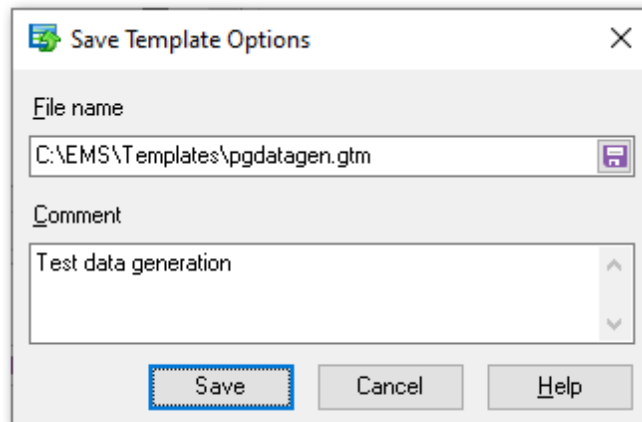 Save Template Options
File name
C:\EMS\Templates\pgdatagen.gtm
Comment
Test data generation
Save Cancel Help